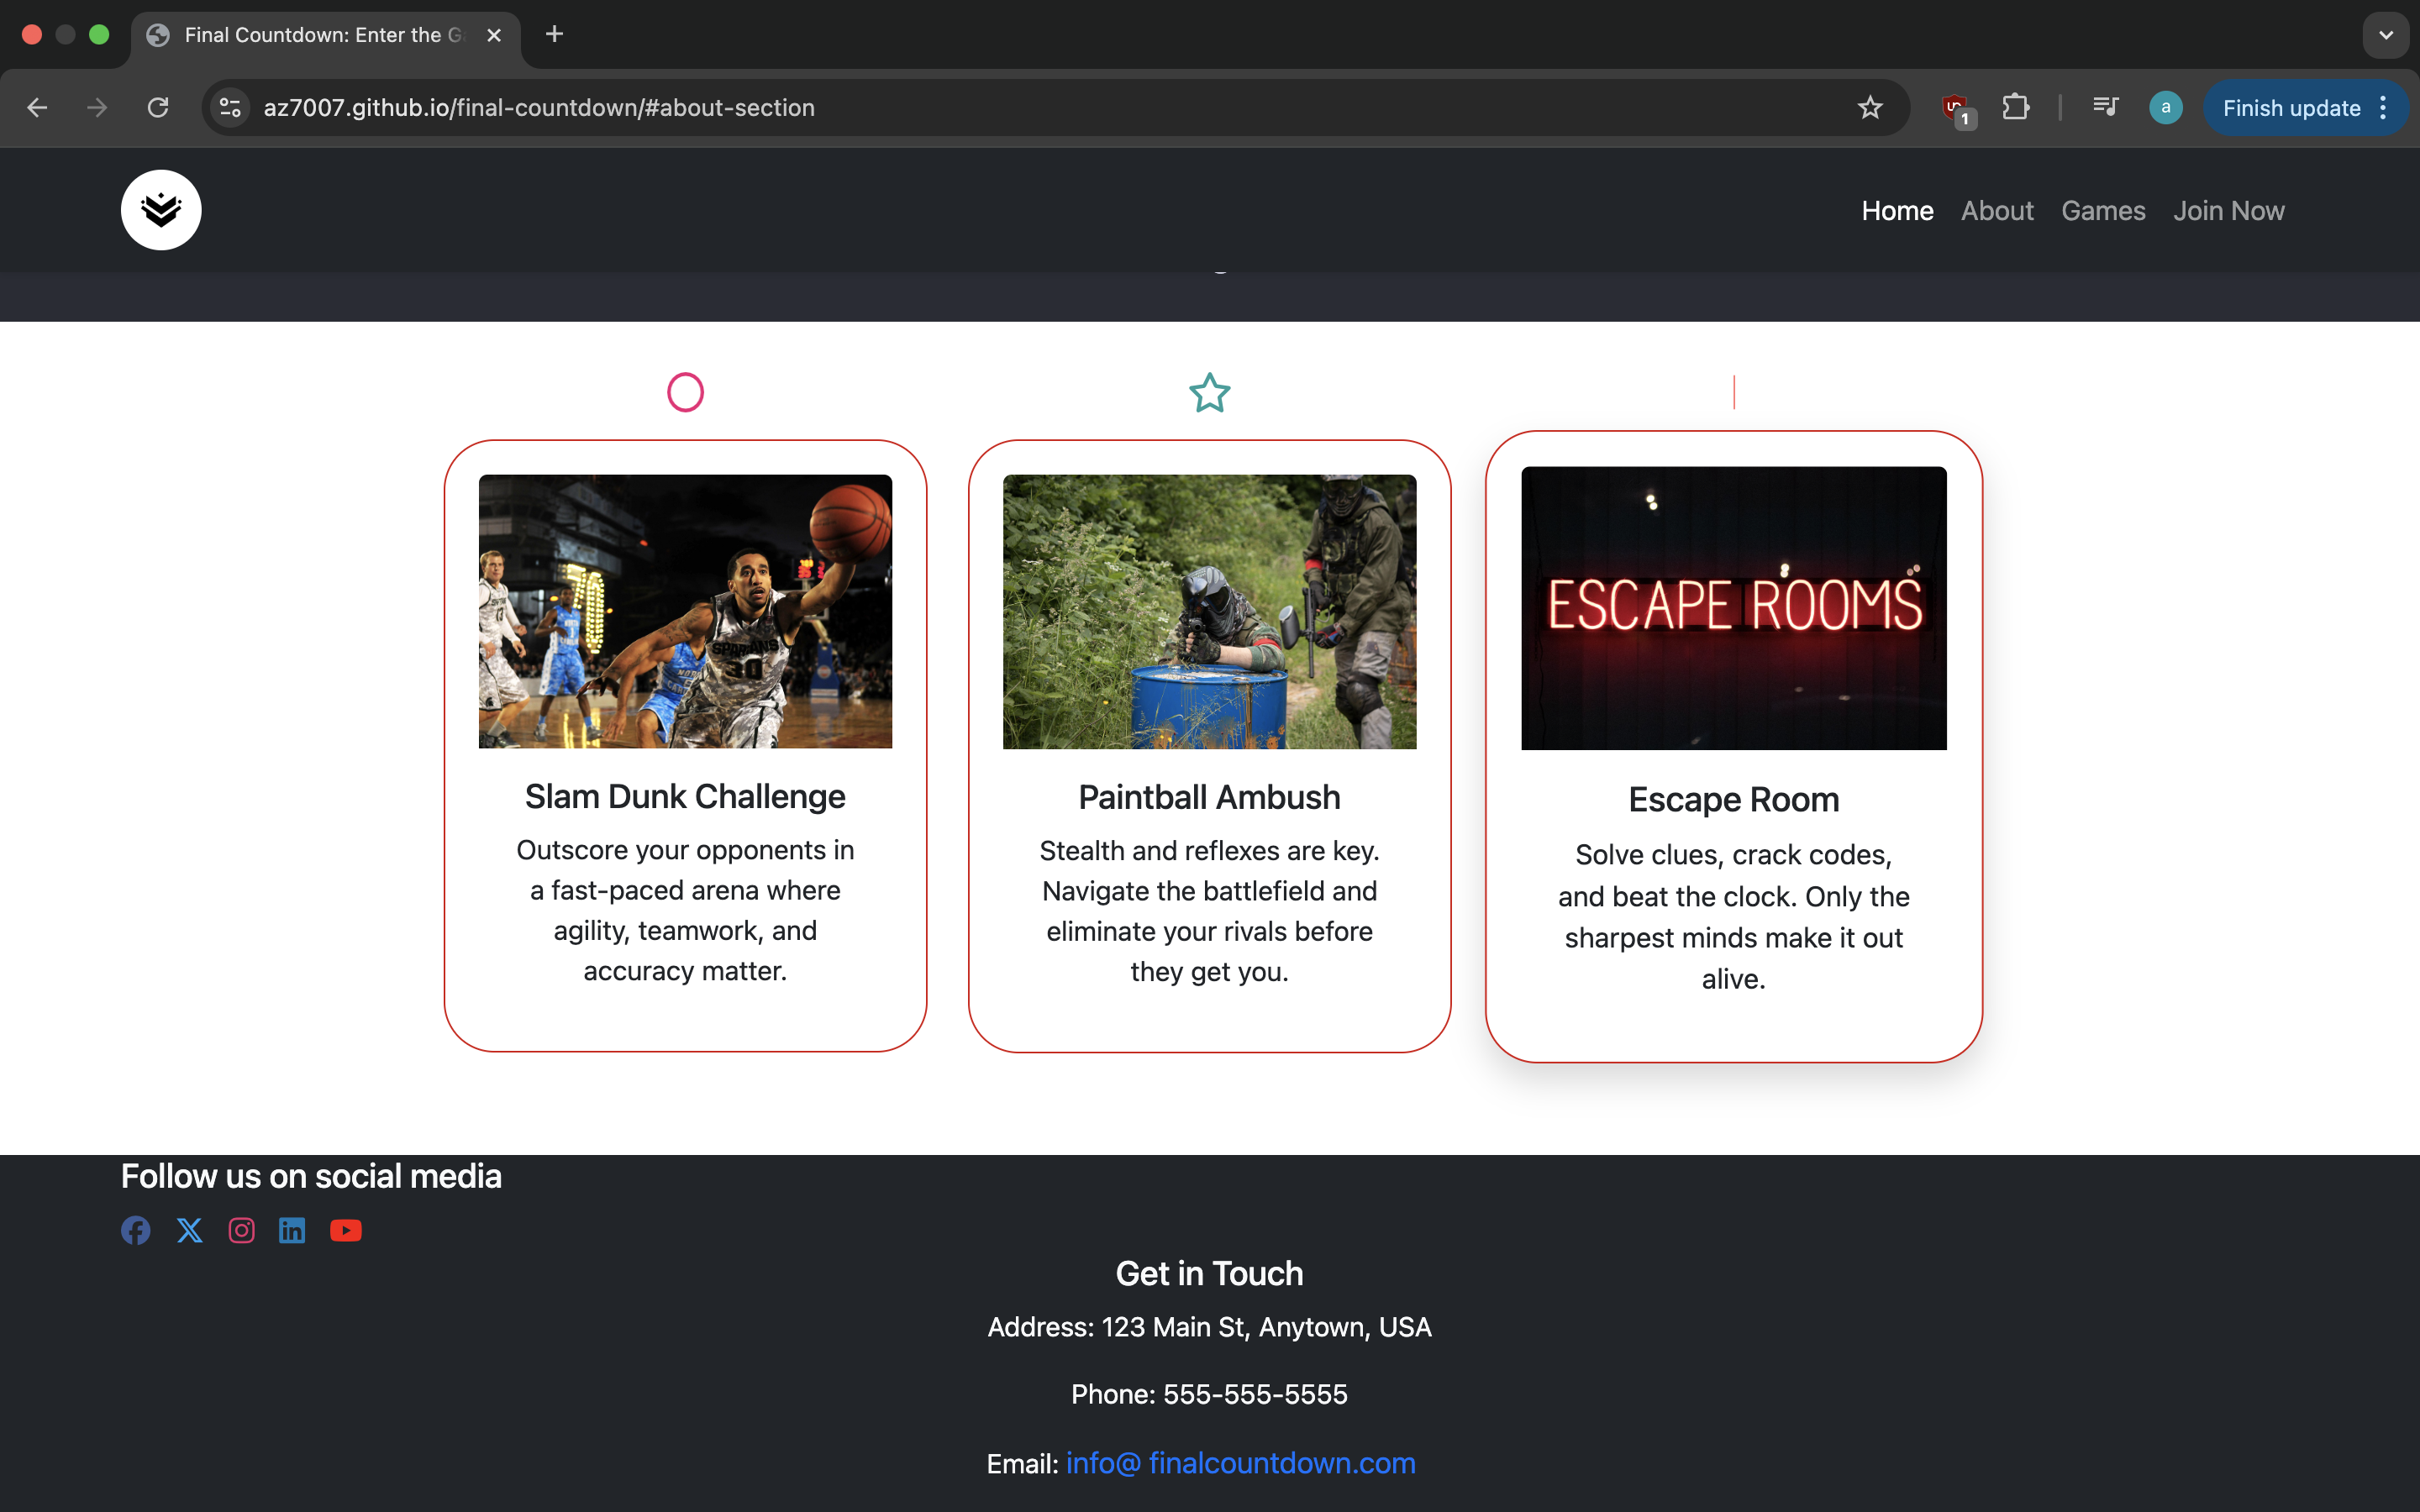 Final Countdown: Enter the G
az7007.github.io/final-countdown/#about-section
1
a
Finish update
Home About Games Join Now
SPARTANS
30
ESCAPE ROOMS
Slam Dunk Challenge
Outscore your opponents in
a fast-paced arena where
agility, teamwork, and
accuracy matter.
Paintball Ambush
Stealth and reflexes are key.
Navigate the battlefield and
eliminate your rivals before
they get you.
Escape Room
Solve clues, crack codes,
and beat the clock. Only the
sharpest minds make it out
alive.
Follow us on social media
Get in Touch
Address: 123 Main St, Anytown, USA
Phone: 555-555-5555
Email: info@ finalcountdown.com